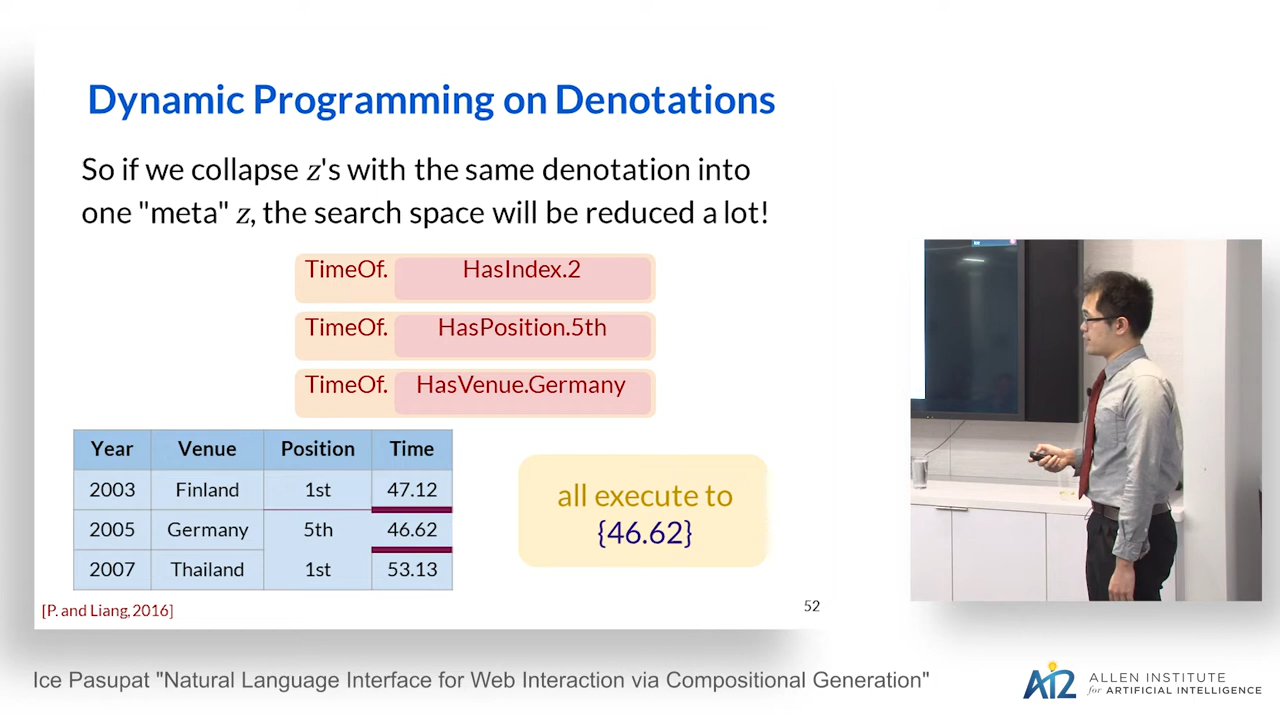 Dynamic Programming on Denotations
So if we collapse z's with the same denotation into
one "meta" z, the search space will be reduced a lot!
TimeOf. HasIndex.2
TimeOf. HasPosition.5th
TimeOf. HasVenue.Germany
Year Venue Position Time
2003 Finland 1st 47.12
2005 Germany 5th 46.62
2007 Thailand 1st 53.13
all execute to
{46.62}
[P. and Liang, 2016]
52
Ice Pasupat "Natural Language Interface for Web Interaction via Compositional Generation"
AI2
ALLEN INSTITUTE
for ARTIFICIAL INTELLIGENCE